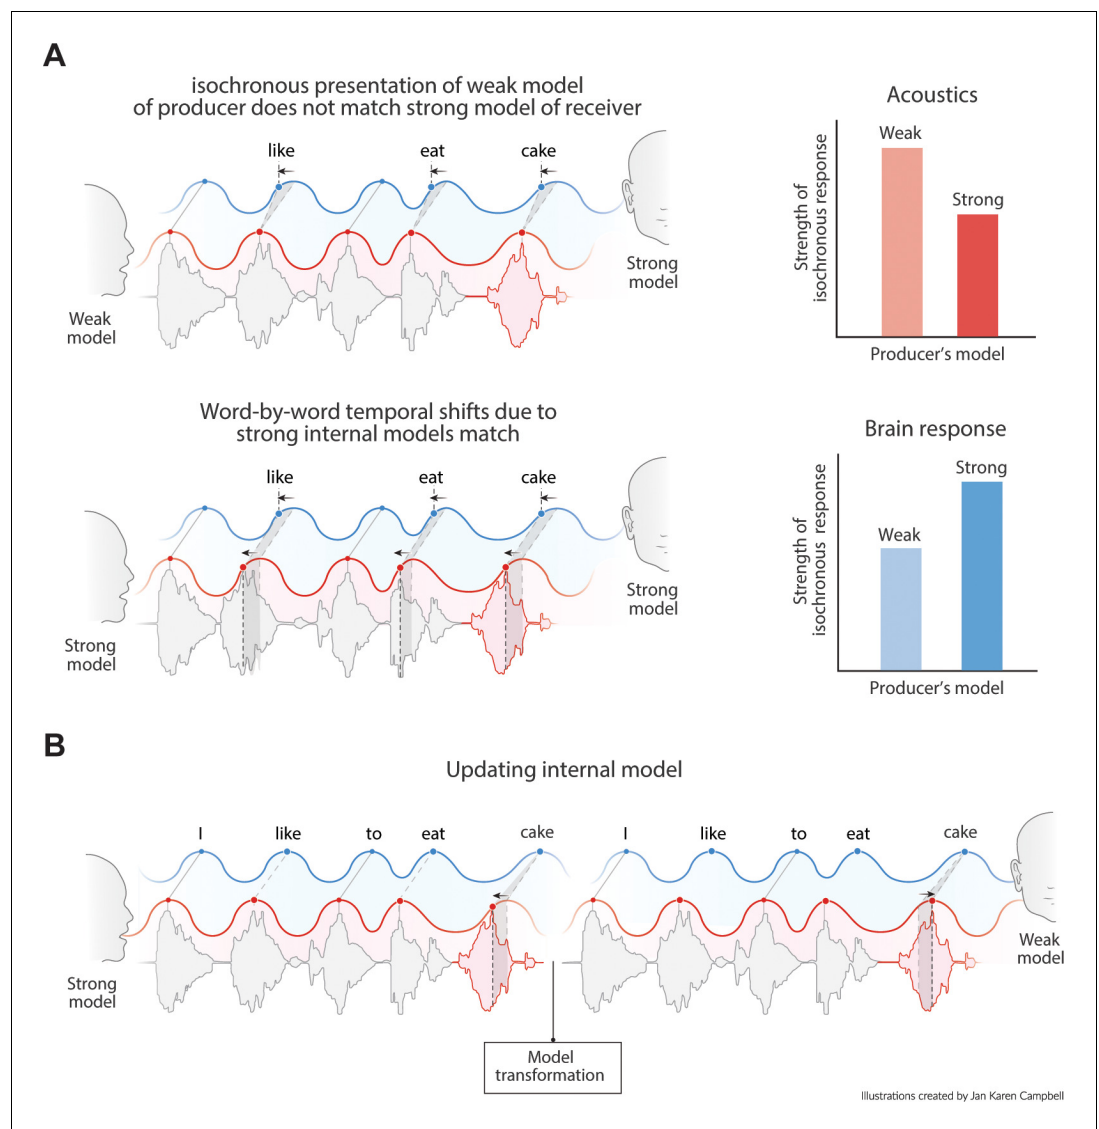 A
isochronous presentation of weak model
of producer does not match strong model of receiver
like eat cake
Weak
model
Strong
model
Acoustics
Strength of
isochronous response
Weak
Strong
Producer's model
Word-by-word temporal shifts due to
strong internal models match
like eat cake
Strong
model
Strong
model
Brain response
Strength of
isochronous response
Weak
Strong
Producer's model
B
Updating internal model
I like to eat cake I like to eat cake
Strong
model
Weak
model
Model
transformation
Illustrations created by Jan Karen Campbell